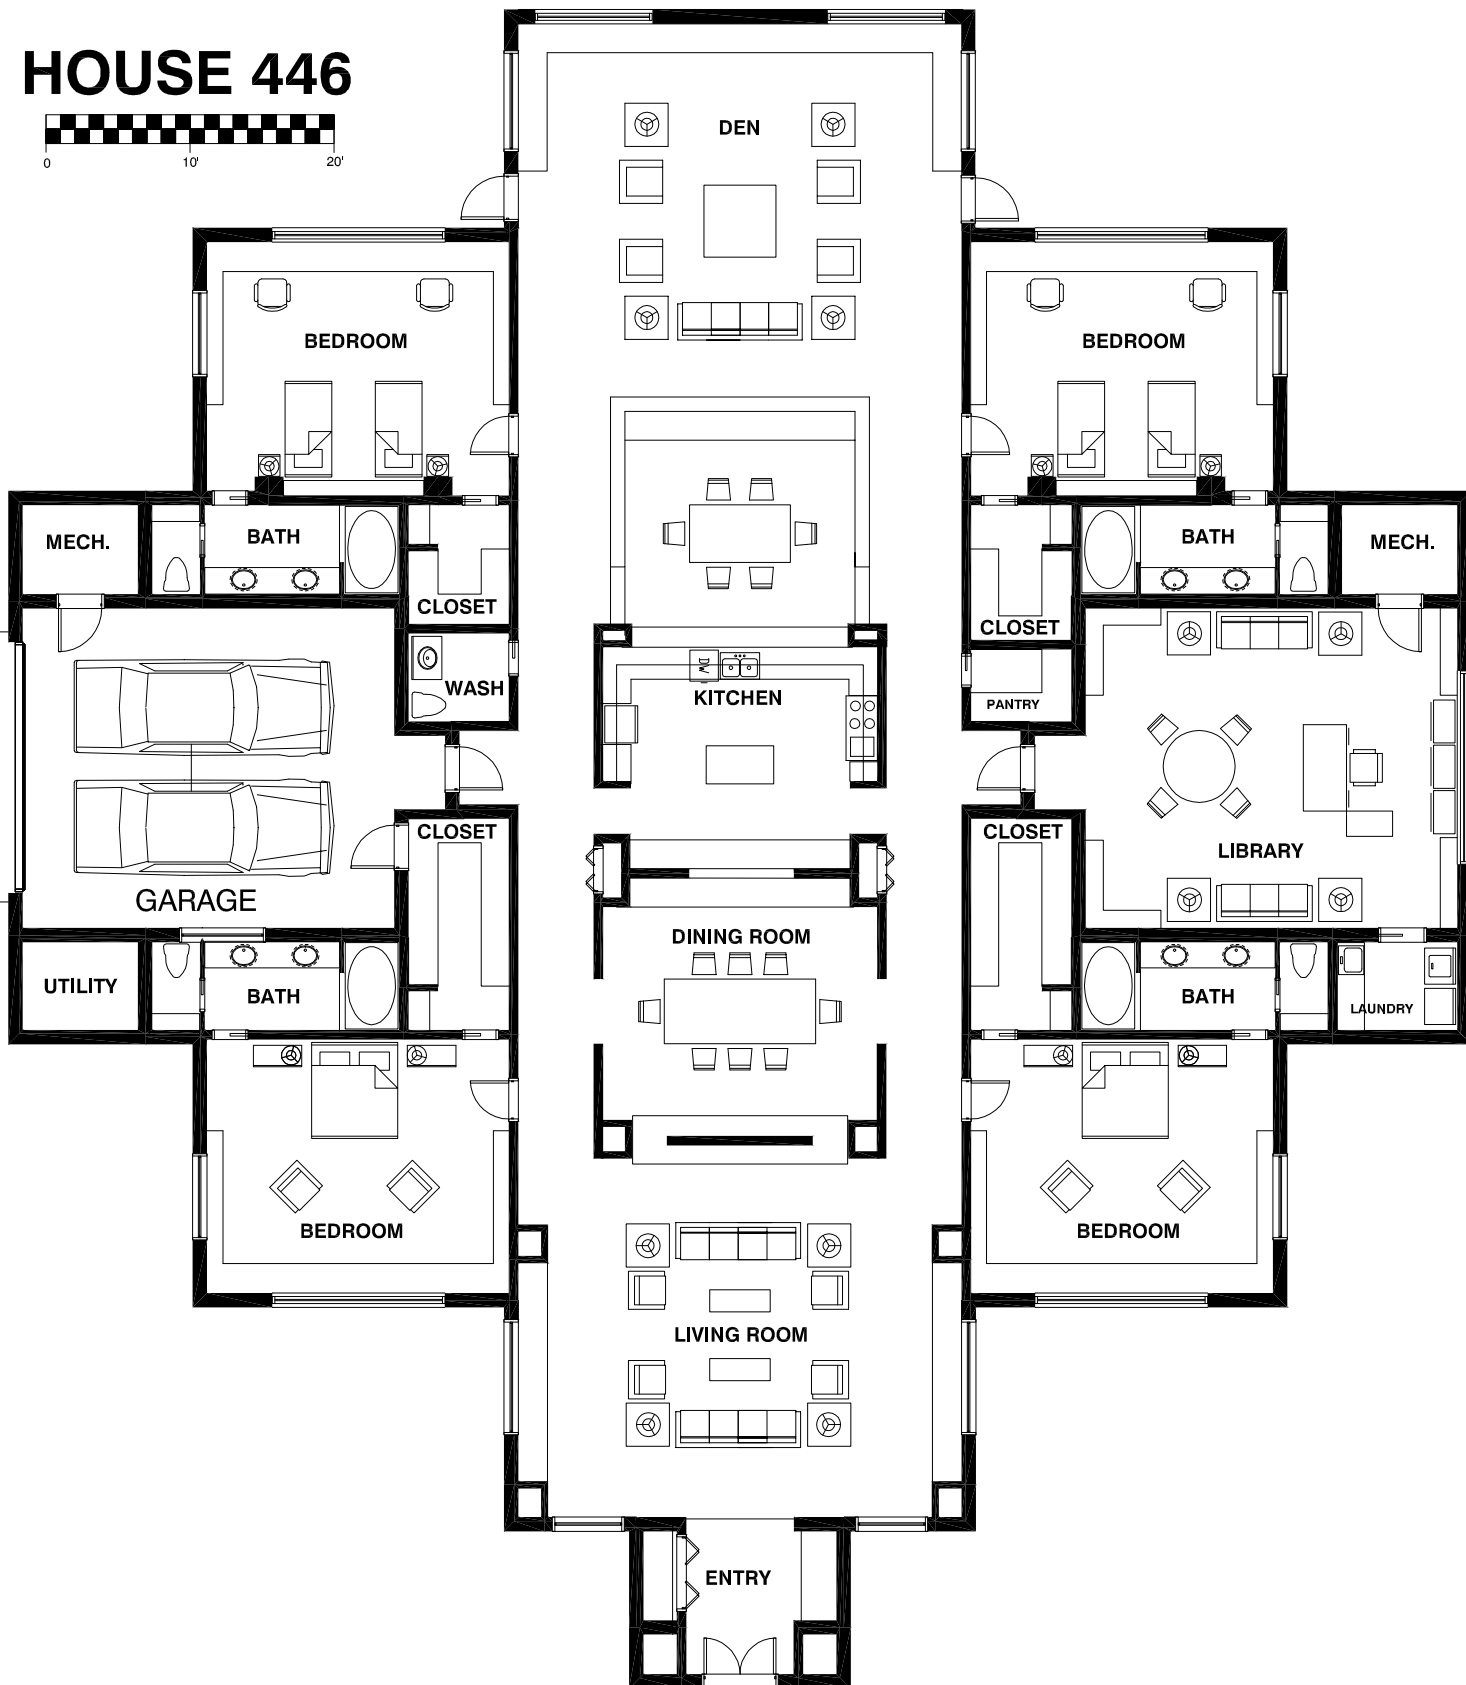 HOUSE 446
0 10' 20'
DEN
BEDROOM BEDROOM
MECH. BATH BATH MECH.
CLOSET CLOSET
WASH DW KITCHEN PANTRY
CLOSET CLOSET
LIBRARY
GARAGE
DINING ROOM
UTILITY BATH BATH LAUNDRY
BEDROOM BEDROOM
LIVING ROOM
ENTRY